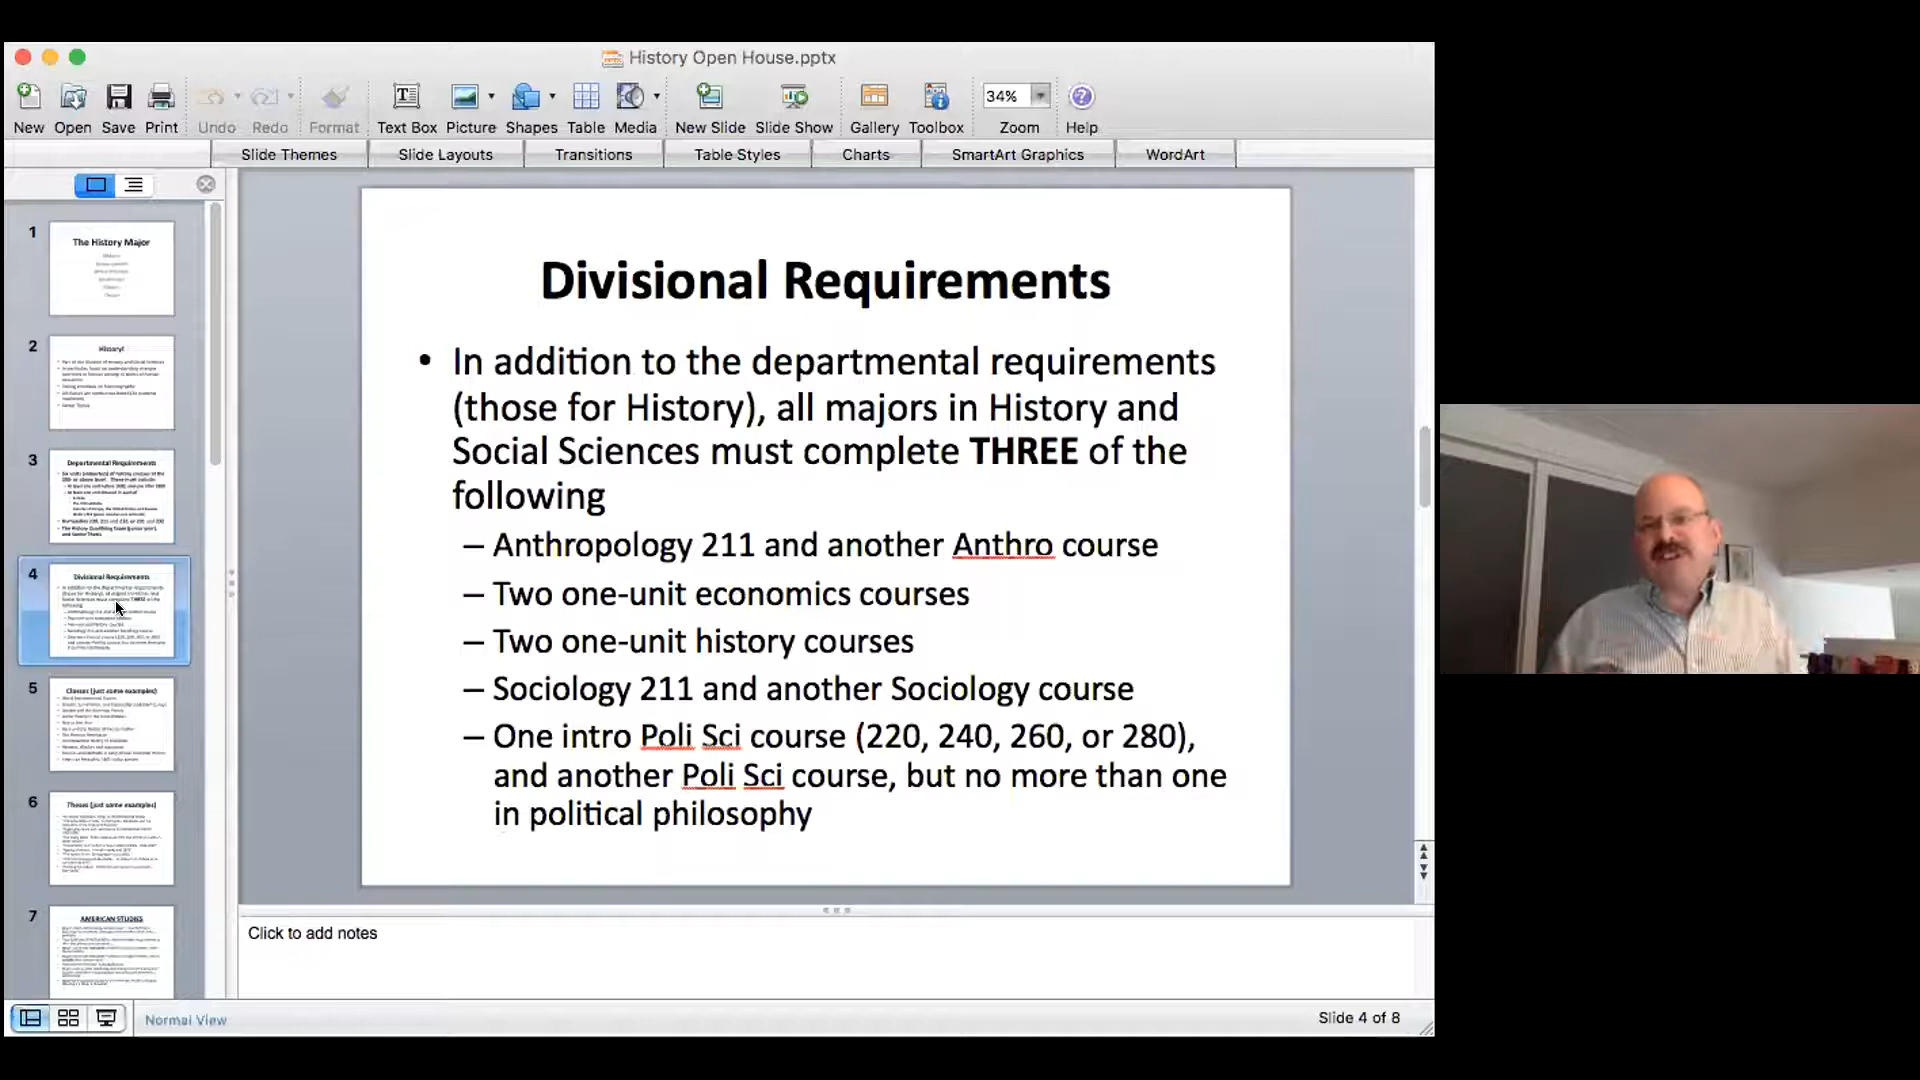 History Open House.pptx
New Open Save Print Undo Redo Format Text Box Picture Shapes Table Media New Slide Slide Show Gallery Toolbox 34% Zoom Help
Slide Themes Slide Layouts Transitions Table Styles Charts SmartArt Graphics WordArt
1
The History Major
2
History!
3
Departmental Requirements
4
Divisional Requirements
5
Classes (just some examples)
6
Theses (just some examples)
7
AMERICAN STUDIES
Divisional Requirements
• In addition to the departmental requirements
(those for History), all majors in History and
Social Sciences must complete THREE of the
following
– Anthropology 211 and another Anthro course
– Two one-unit economics courses
– Two one-unit history courses
– Sociology 211 and another Sociology course
– One intro Poli Sci course (220, 240, 260, or 280),
and another Poli Sci course, but no more than one
in political philosophy
Click to add notes
Normal View
Slide 4 of 8